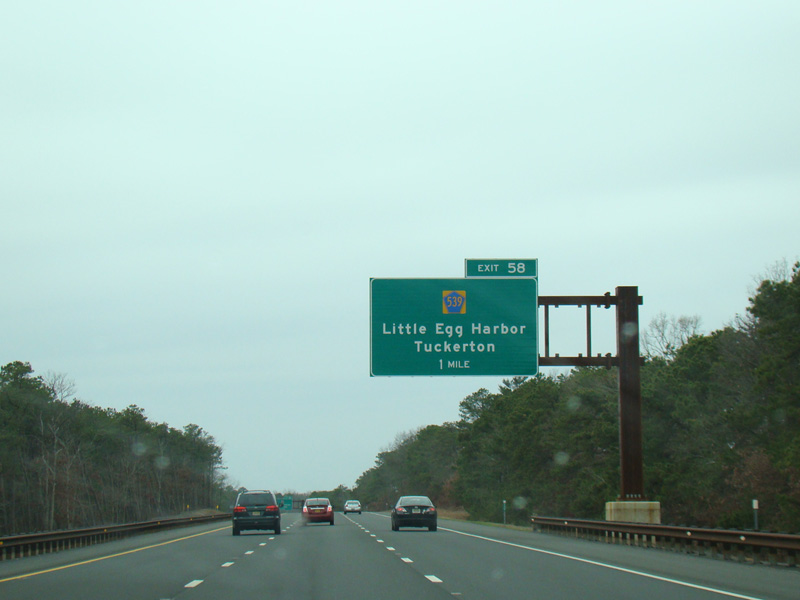 EXIT 58
539
Little Egg Harbor
Tuckerton
1 MILE